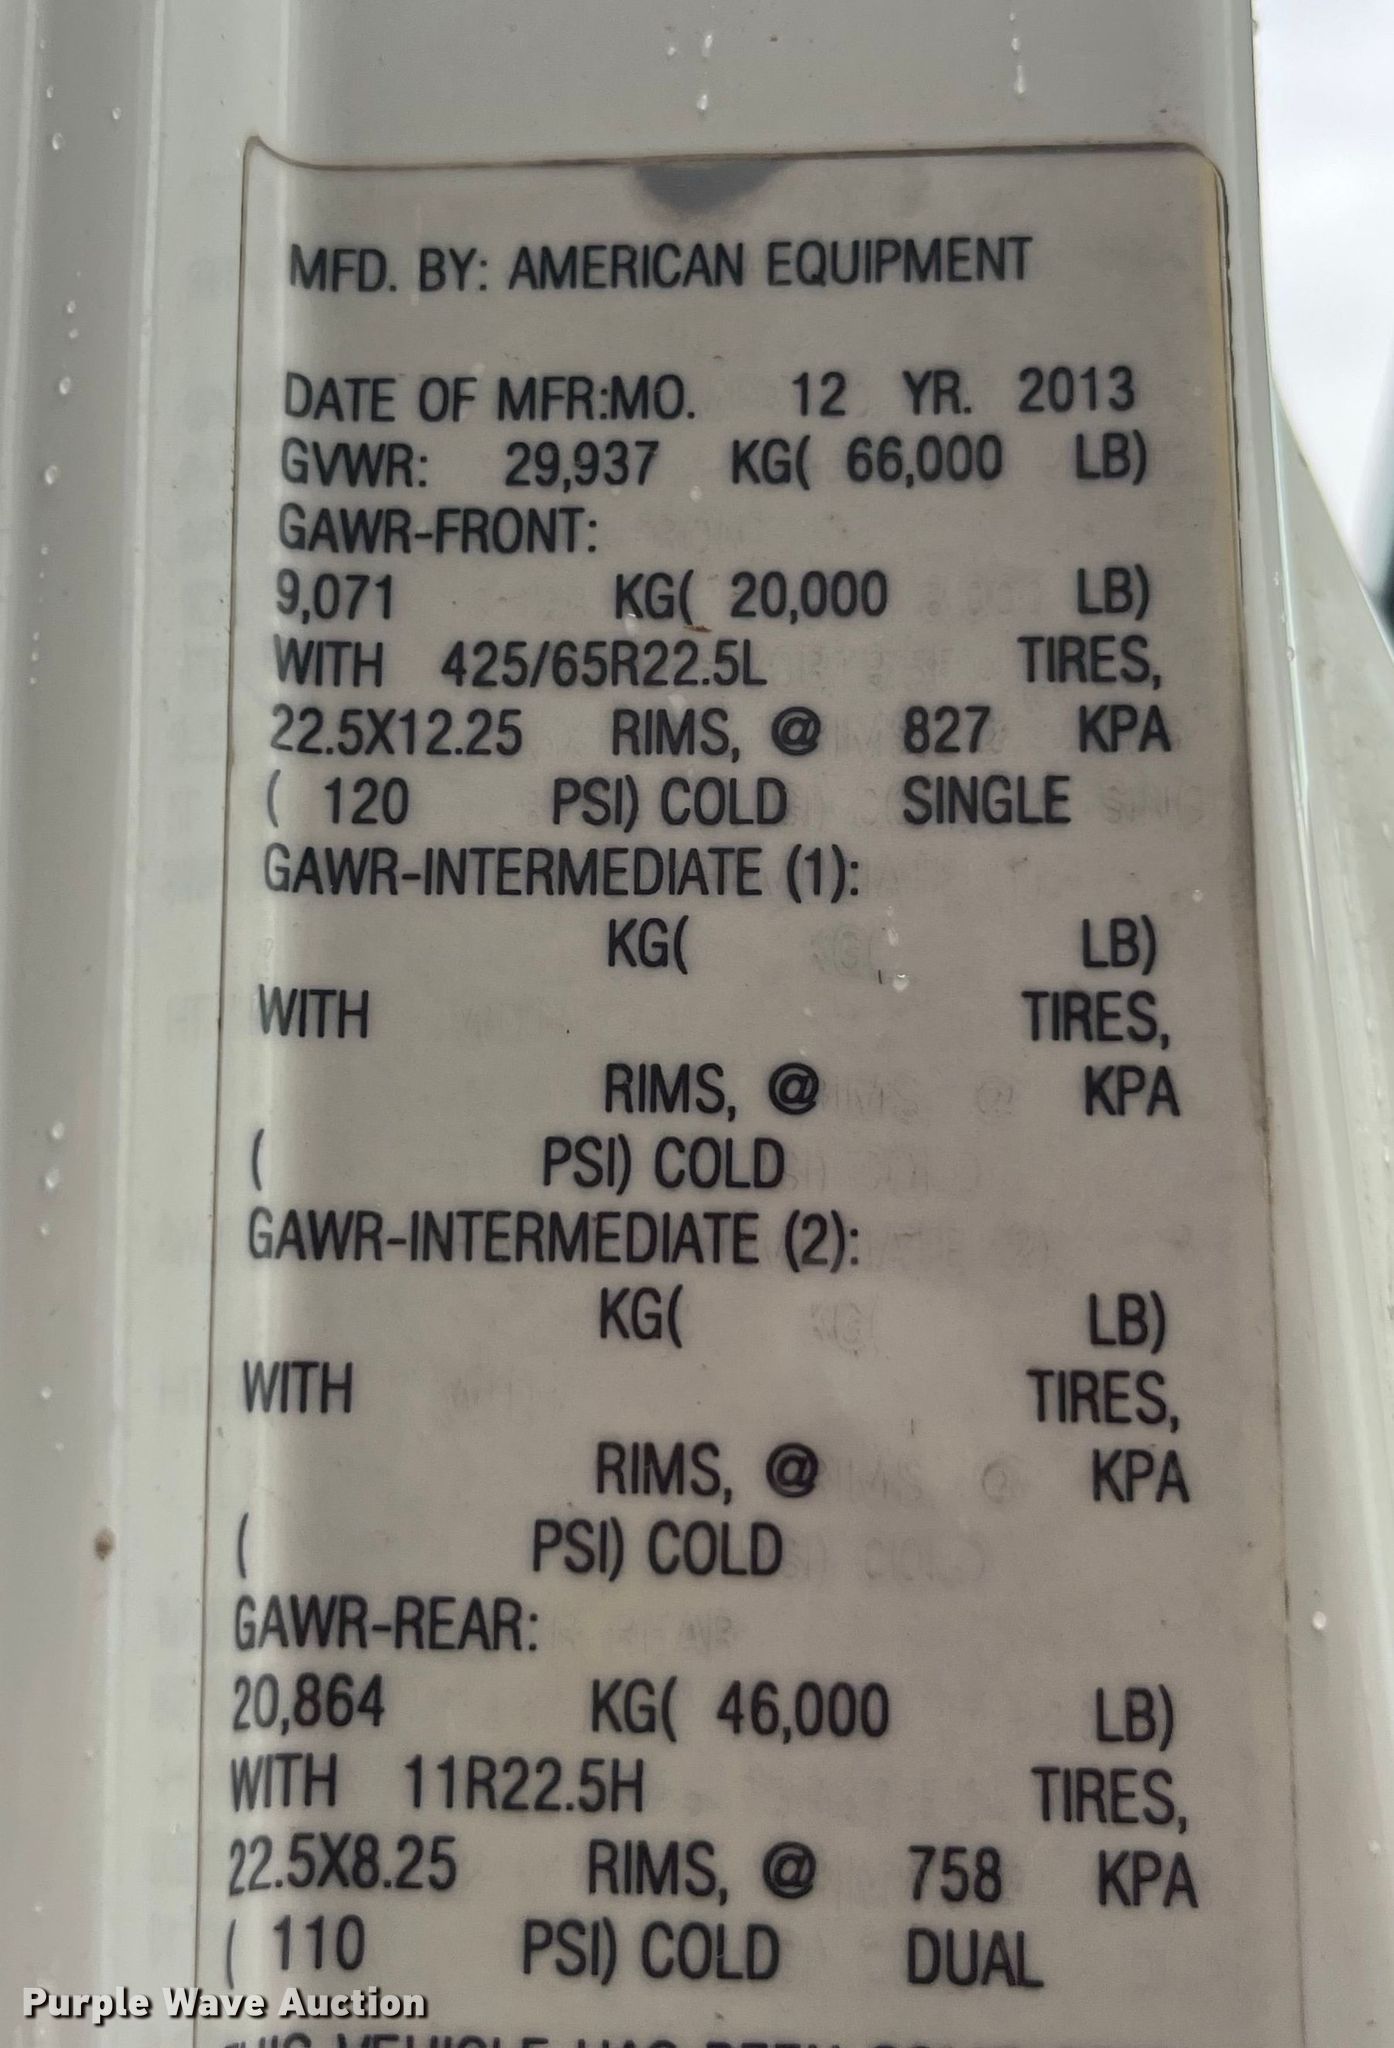 MFD. BY: AMERICAN EQUIPMENT
DATE OF MFR:MO. 12 YR. 2013
GVWR: 29,937 KG( 66,000 LB)
GAWR-FRONT:
9,071 KG( 20,000 LB)
WITH 425/65R22.5L TIRES,
22.5X12.25 RIMS, @ 827 KPA
( 120 PSI) COLD SINGLE
GAWR-INTERMEDIATE (1):
KG( LB)
WITH TIRES,
RIMS, @ KPA
( PSI) COLD
GAWR-INTERMEDIATE (2):
KG( LB)
WITH TIRES,
RIMS, @ KPA
( PSI) COLD
GAWR-REAR:
20,864 KG( 46,000 LB)
WITH 11R22.5H TIRES,
22.5X8.25 RIMS, @ 758 KPA
( 110 PSI) COLD DUAL
Purple Wave Auction
THIS VEHICLE HAS BEEN